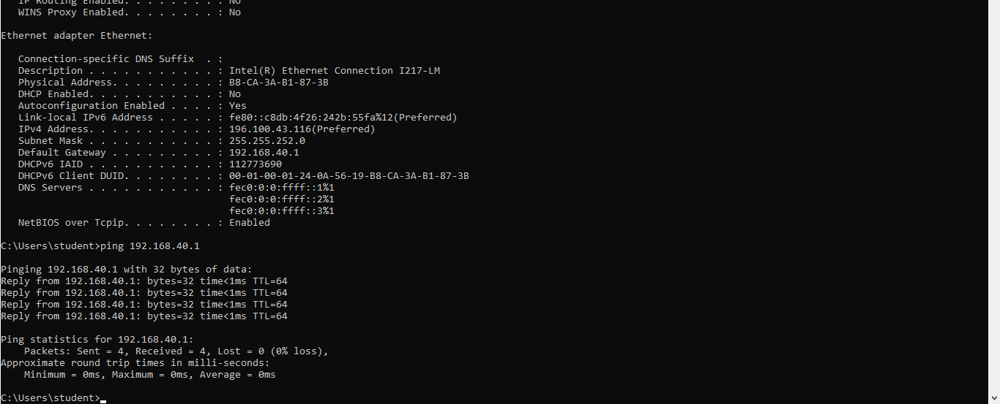 IP Routing Enabled. . . . . . . . : No
WINS Proxy Enabled. . . . . . . . : No
Ethernet adapter Ethernet:
Connection-specific DNS Suffix  . :
Description . . . . . . . . . . . : Intel(R) Ethernet Connection I217-LM
Physical Address. . . . . . . . . : B8-CA-3A-B1-87-3B
DHCP Enabled. . . . . . . . . . . : No
Autoconfiguration Enabled . . . . : Yes
Link-local IPv6 Address . . . . . : fe80::c8db:4f26:242b:55fa%12(Preferred)
IPv4 Address. . . . . . . . . . . : 196.100.43.116(Preferred)
Subnet Mask . . . . . . . . . . . : 255.255.252.0
Default Gateway . . . . . . . . . : 192.168.40.1
DHCPv6 IAID . . . . . . . . . . . : 112773690
DHCPv6 Client DUID. . . . . . . . : 00-01-00-01-24-0A-56-19-B8-CA-3A-B1-87-3B
DNS Servers . . . . . . . . . . . : fec0:0:0:ffff::1%1
fec0:0:0:ffff::2%1
fec0:0:0:ffff::3%1
NetBIOS over Tcpip. . . . . . . . : Enabled
C:\Users\student>ping 192.168.40.1
Pinging 192.168.40.1 with 32 bytes of data:
Reply from 192.168.40.1: bytes=32 time<1ms TTL=64
Reply from 192.168.40.1: bytes=32 time<1ms TTL=64
Reply from 192.168.40.1: bytes=32 time<1ms TTL=64
Reply from 192.168.40.1: bytes=32 time<1ms TTL=64
Ping statistics for 192.168.40.1:
Packets: Sent = 4, Received = 4, Lost = 0 (0% loss),
Approximate round trip times in milli-seconds:
Minimum = 0ms, Maximum = 0ms, Average = 0ms
C:\Users\student>